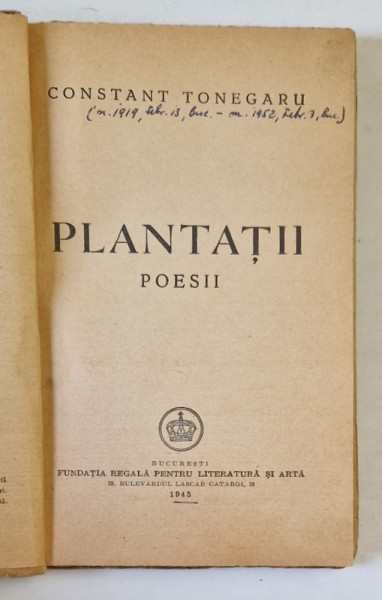 CONSTANT TONEGARU
(n. 1919, febr. 13, Buc. – m. 1952, febr. 7, Buc.)
PLANTAȚII
POESII
BUCUREȘTI
FUNDAȚIA REGALĂ PENTRU LITERATURĂ ȘI ARTĂ
39, BULEVARDUL LASCAR CATARGI, 39
1945